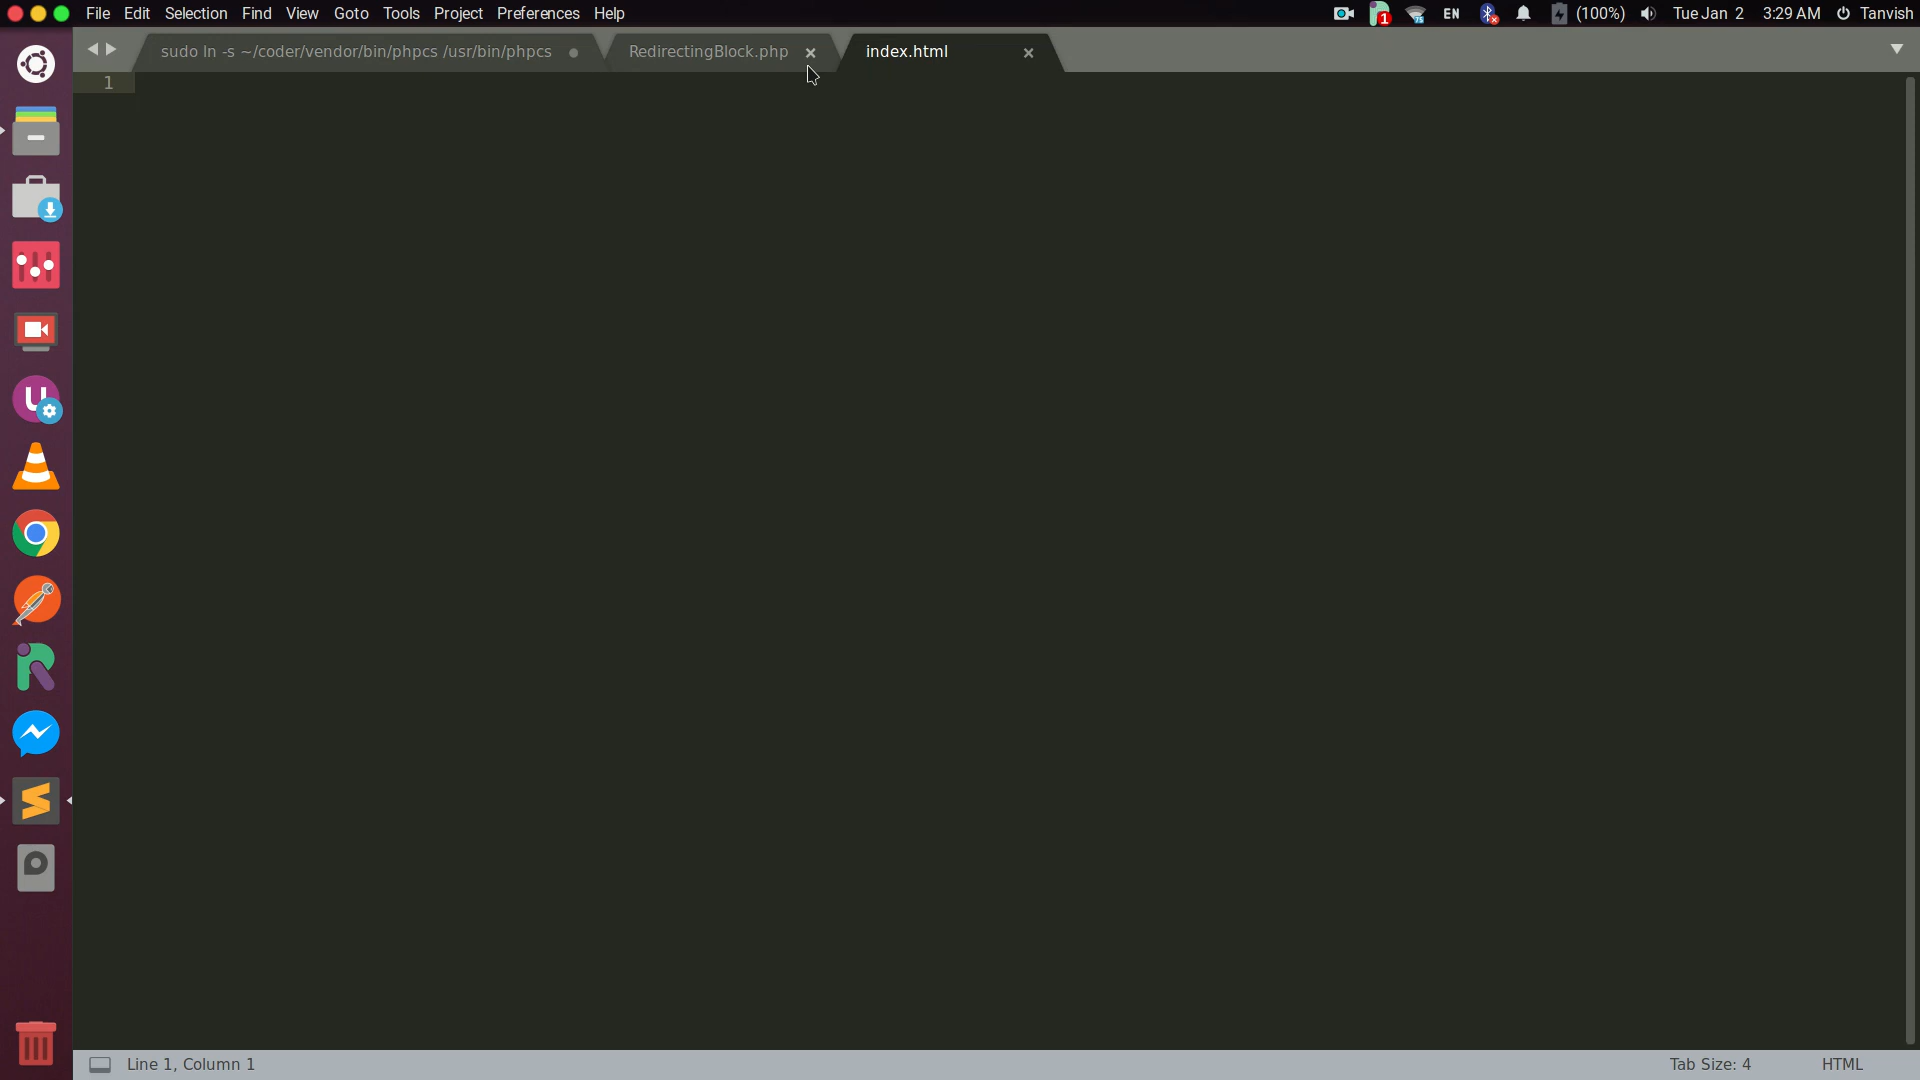 File Edit Selection Find View Goto Tools Project Preferences Help
1 EN (100%) Tue Jan 2 3:29 AM Tanvish
sudo ln -s ~/coder/vendor/bin/phpcs /usr/bin/phpcs
RedirectingBlock.php
index.html
1
U
Line 1, Column 1
Tab Size: 4
HTML